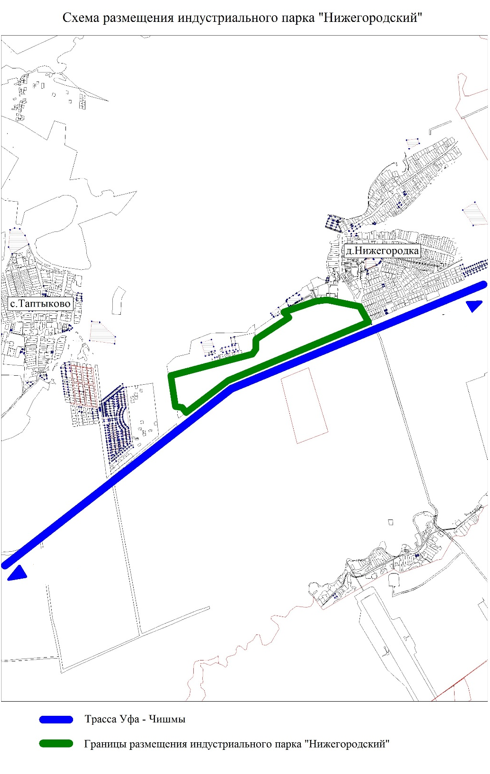 Схема размещения индустриального парка "Нижегородский"
д.Нижегородка
с.Таптыково
Трасса Уфа - Чишмы
Границы размещения индустриального парка "Нижегородский"